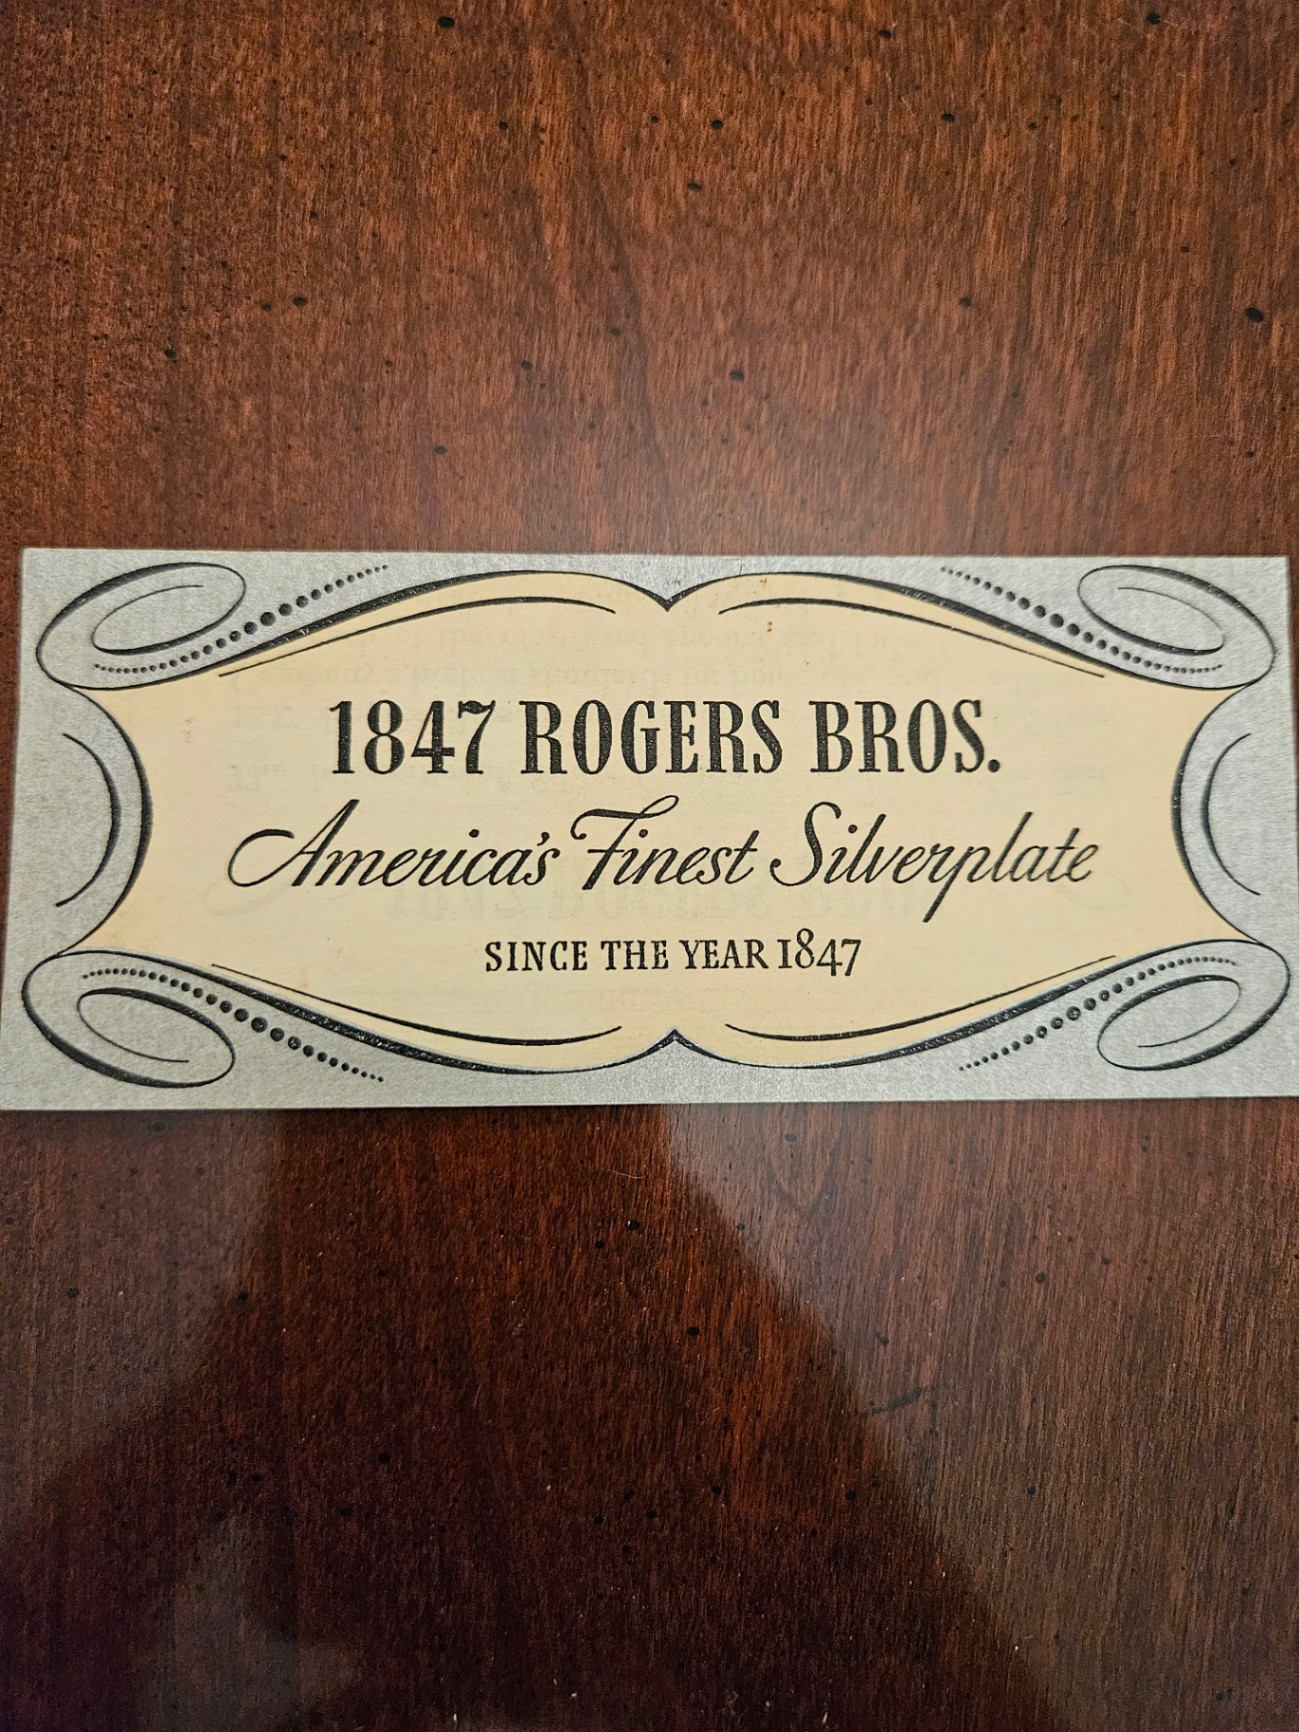 1847 ROGERS BROS.
America's Finest Silverplate
SINCE THE YEAR 1847